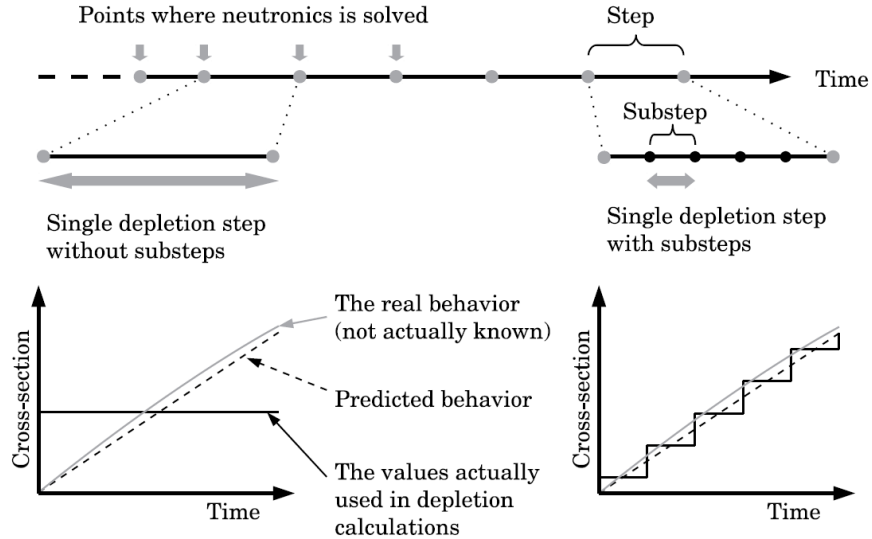 Points where neutronics is solved
Step
Time
Substep
Single depletion step
without substeps
Single depletion step
with substeps
Cross-section
Time
The real behavior
(not actually known)
Predicted behavior
The values actually
used in depletion
calculations
Cross-section
Time